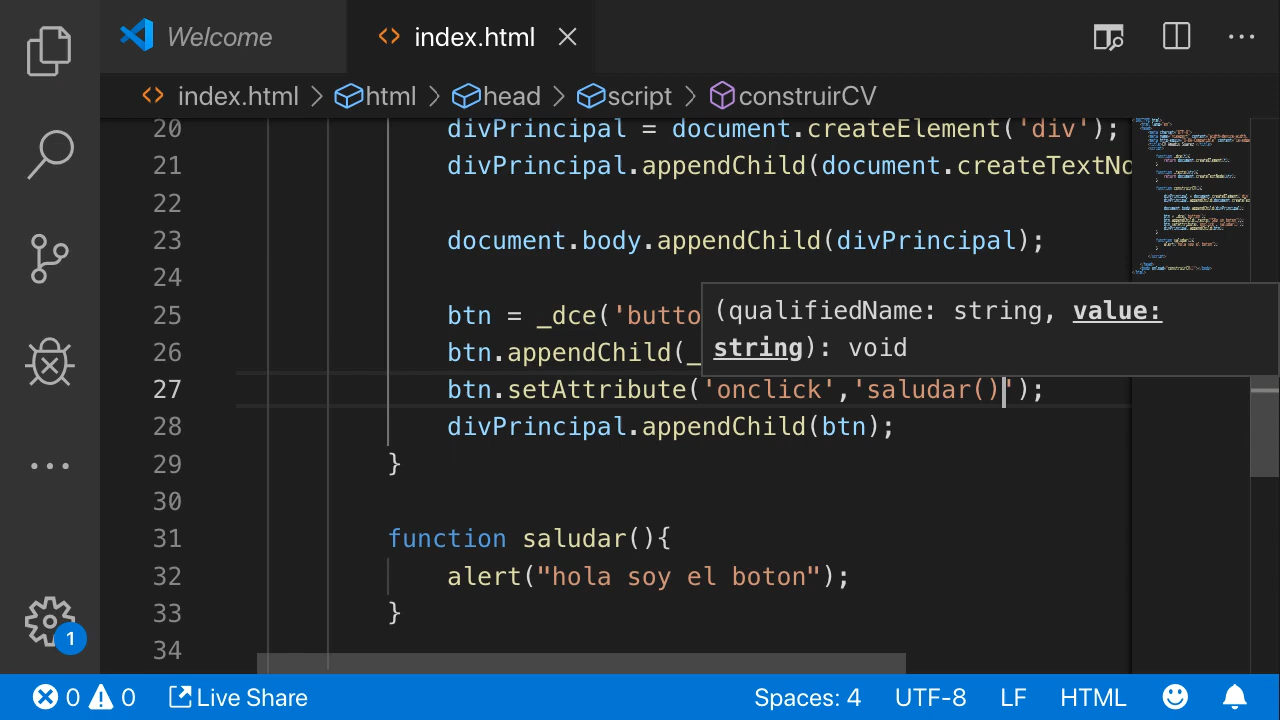 Welcome
index.html
index.html > html > head > script > construirCV
20 divPrincipal = document.createElement('div');
21 divPrincipal.appendChild(document.createTextNo
22
23 document.body.appendChild(divPrincipal);
24
25 btn = _dce('butto
(qualifiedName: string, value:
string): void
26 btn.appendChild(_
27 btn.setAttribute('onclick','saludar()');
28 divPrincipal.appendChild(btn);
29 }
30
31 function saludar(){
32 alert("hola soy el boton");
33 }
34
1
0 0 Live Share Spaces: 4 UTF-8 LF HTML